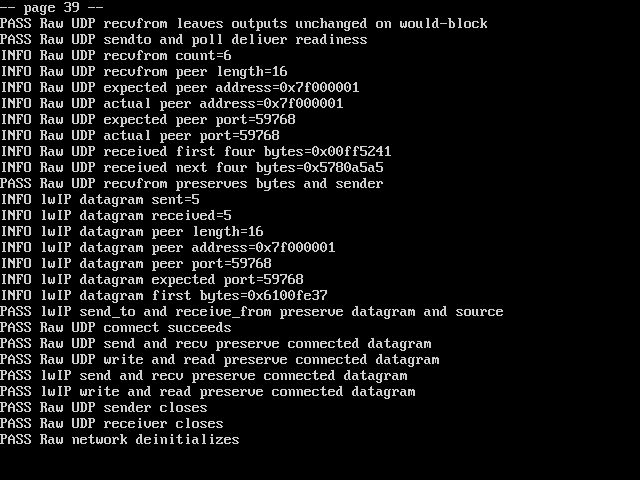 -- page 39 --
PASS Raw UDP recvfrom leaves outputs unchanged on would-block
PASS Raw UDP sendto and poll deliver readiness
INFO Raw UDP recvfrom count=6
INFO Raw UDP recvfrom peer length=16
INFO Raw UDP expected peer address=0x7f000001
INFO Raw UDP actual peer address=0x7f000001
INFO Raw UDP expected peer port=59768
INFO Raw UDP actual peer port=59768
INFO Raw UDP received first four bytes=0x00ff5241
INFO Raw UDP received next four bytes=0x5780a5a5
PASS Raw UDP recvfrom preserves bytes and sender
INFO lwIP datagram sent=5
INFO lwIP datagram received=5
INFO lwIP datagram peer length=16
INFO lwIP datagram peer address=0x7f000001
INFO lwIP datagram peer port=59768
INFO lwIP datagram expected port=59768
INFO lwIP datagram first bytes=0x6100fe37
PASS lwIP send_to and receive_from preserve datagram and source
PASS Raw UDP connect succeeds
PASS Raw UDP send and recv preserve connected datagram
PASS Raw UDP write and read preserve connected datagram
PASS lwIP send and recv preserve connected datagram
PASS lwIP write and read preserve connected datagram
PASS Raw UDP sender closes
PASS Raw UDP receiver closes
PASS Raw network deinitializes